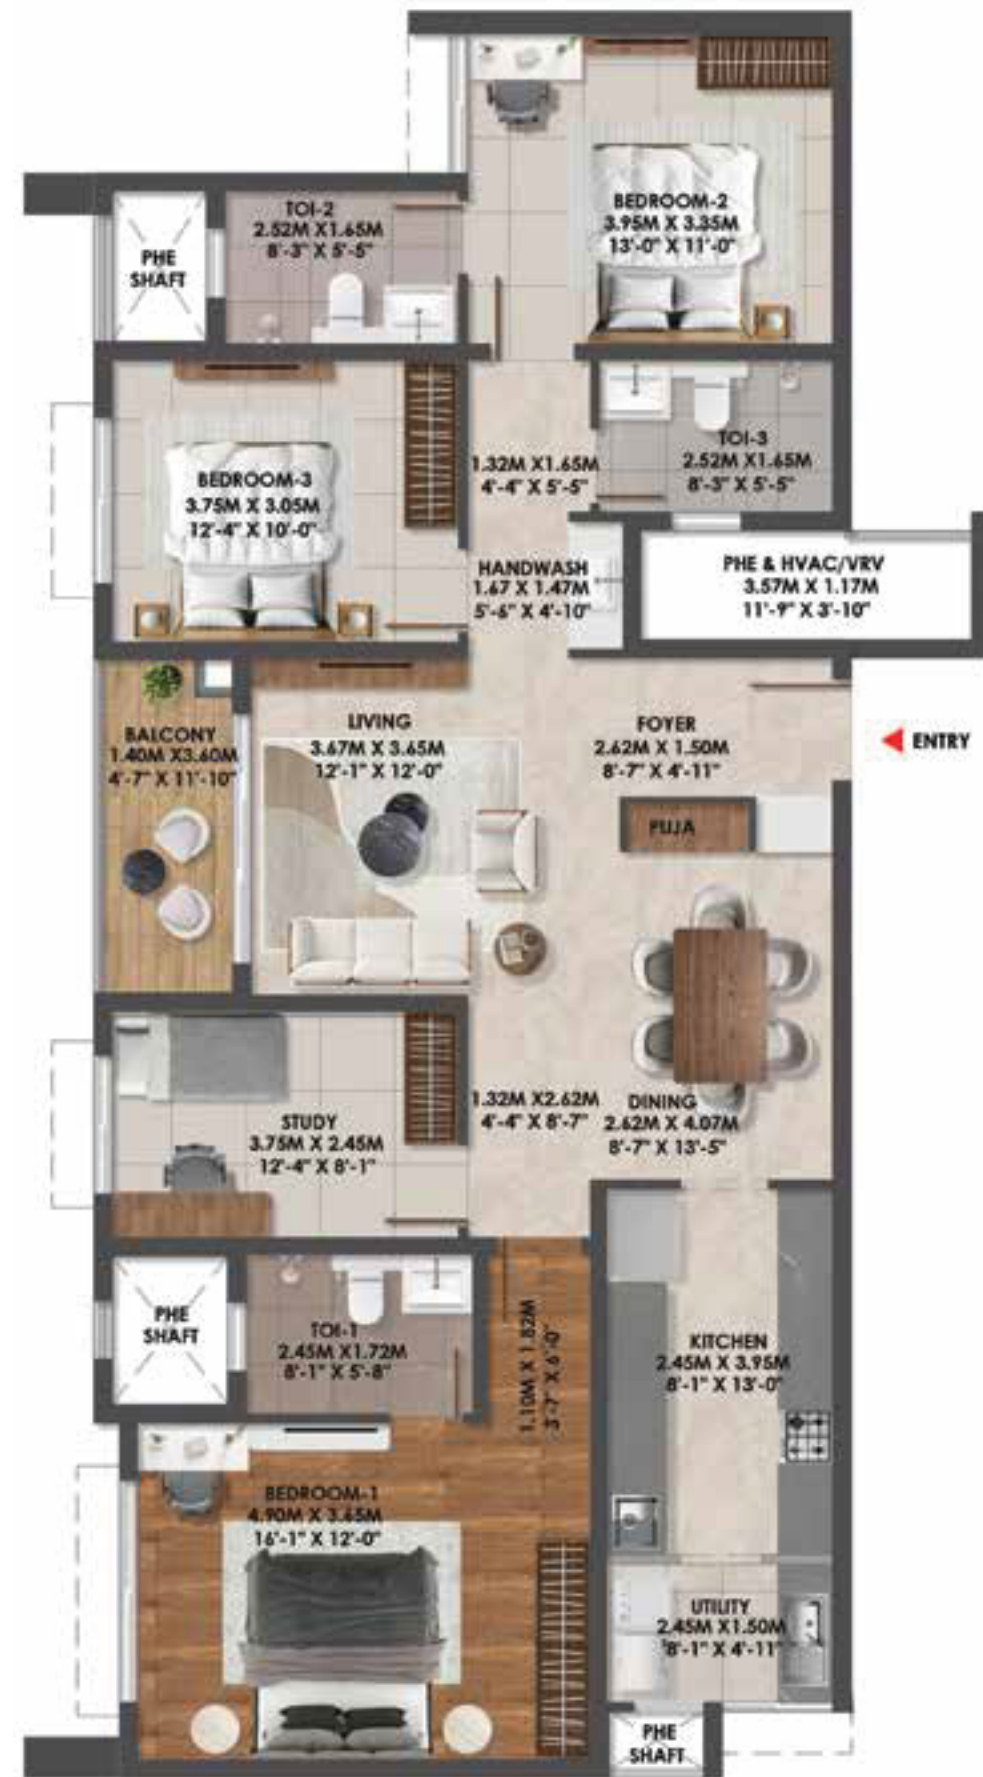 BEDROOM-2
3.95M X 3.35M
13'-0" X 11'-0"
TOI-2
2.52M X1.65M
8'-3" X 5'-5"
PHE
SHAFT
TOI-3
2.52M X1.65M
8'-3" X 5'-5"
1.32M X1.65M
4'-4" X 5'-5"
BEDROOM-3
3.75M X 3.05M
12'-4" X 10'-0"
HANDWASH
1.67 X 1.47M
5'-6" X 4'-10"
PHE & HVAC/VRV
3.57M X 1.17M
11'-9" X 3'-10"
BALCONY
1.40M X3.60M
4'-7" X 11'-10"
LIVING
3.67M X 3.65M
12'-1" X 12'-0"
FOYER
2.62M X 1.50M
8'-7" X 4'-11"
ENTRY
PUJA
STUDY
3.75M X 2.45M
12'-4" X 8'-1"
1.32M X2.62M
4'-4" X 8'-7"
DINING
2.62M X 4.07M
8'-7" X 13'-5"
PHE
SHAFT
TOI-1
2.45M X1.72M
8'-1" X 5'-8"
1.10M X 1.82M
3'-7" X 6'-0"
KITCHEN
2.45M X 3.95M
8'-1" X 13'-0"
BEDROOM-1
4.90M X 3.65M
16'-1" X 12'-0"
UTILITY
2.45M X1.50M
8'-1" X 4'-11"
PHE
SHAFT